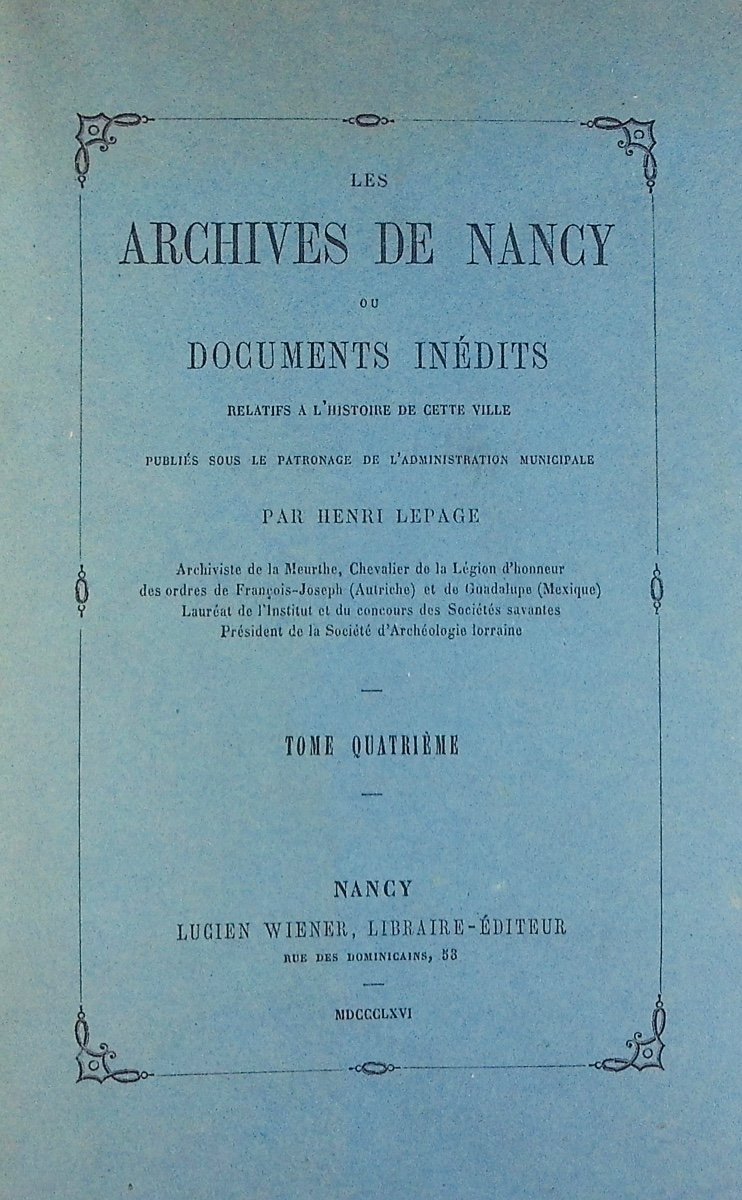 LES
ARCHIVES DE NANCY
OU
DOCUMENTS INÉDITS
RELATIFS A L'HISTOIRE DE CETTE VILLE
PUBLIÉS SOUS LE PATRONAGE DE L'ADMINISTRATION MUNICIPALE
PAR HENRI LEPAGE
Archiviste de la Meurthe, Chevalier de la Légion d'honneur
des ordres de François-Joseph (Autriche) et de Guadalupe (Mexique)
Lauréat de l'Institut et du concours des Sociétés savantes
Président de la Société d'Archéologie lorraine
TOME QUATRIÈME
NANCY
LUCIEN WIENER, LIBRAIRE-ÉDITEUR
RUE DES DOMINICAINS, 53
MDCCCLXVI